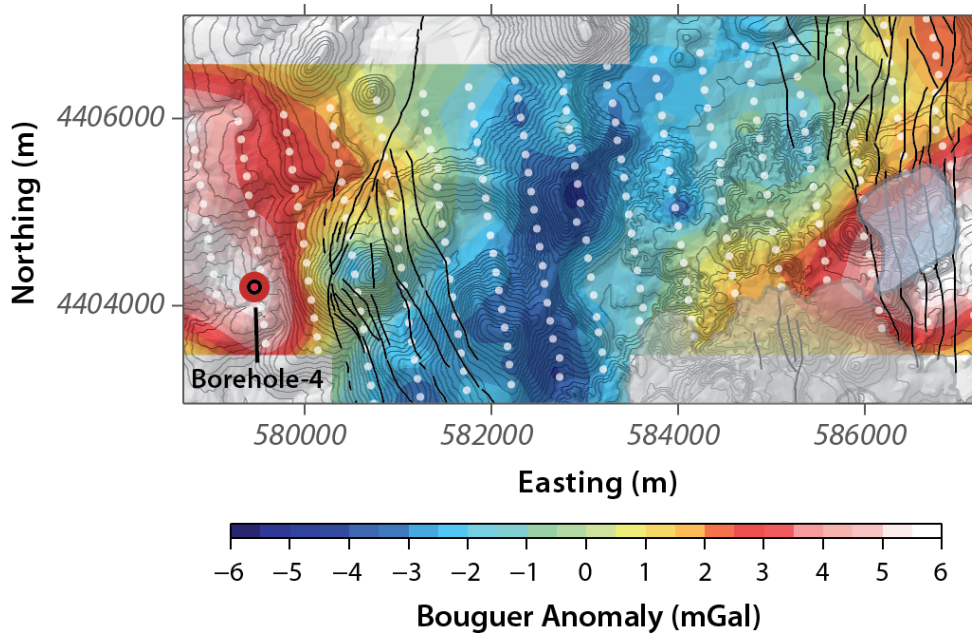 Northing (m)
4406000
4404000
Borehole-4
580000 582000 584000 586000
Easting (m)
−6 −5 −4 −3 −2 −1 0 1 2 3 4 5 6
Bouguer Anomaly (mGal)